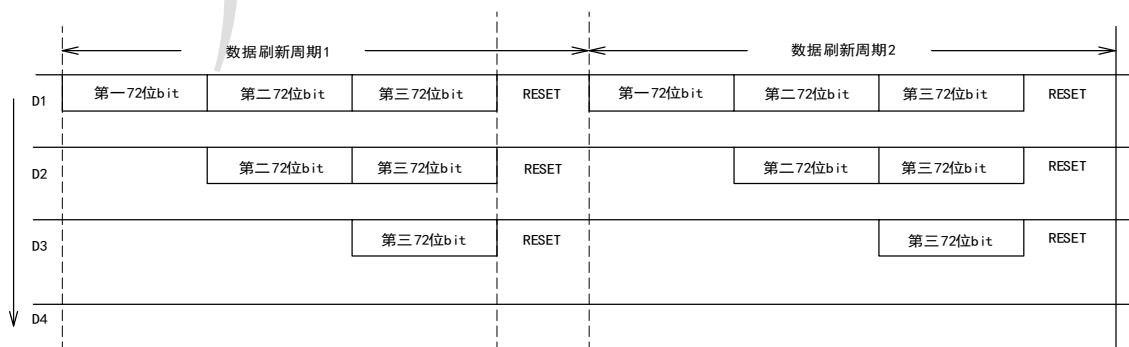 数据刷新周期1 数据刷新周期2
D1 第一72位bit 第二72位bit 第三72位bit RESET 第一72位bit 第二72位bit 第三72位bit RESET
D2 第二72位bit 第三72位bit RESET 第二72位bit 第三72位bit RESET
D3 第三72位bit RESET 第三72位bit RESET
D4